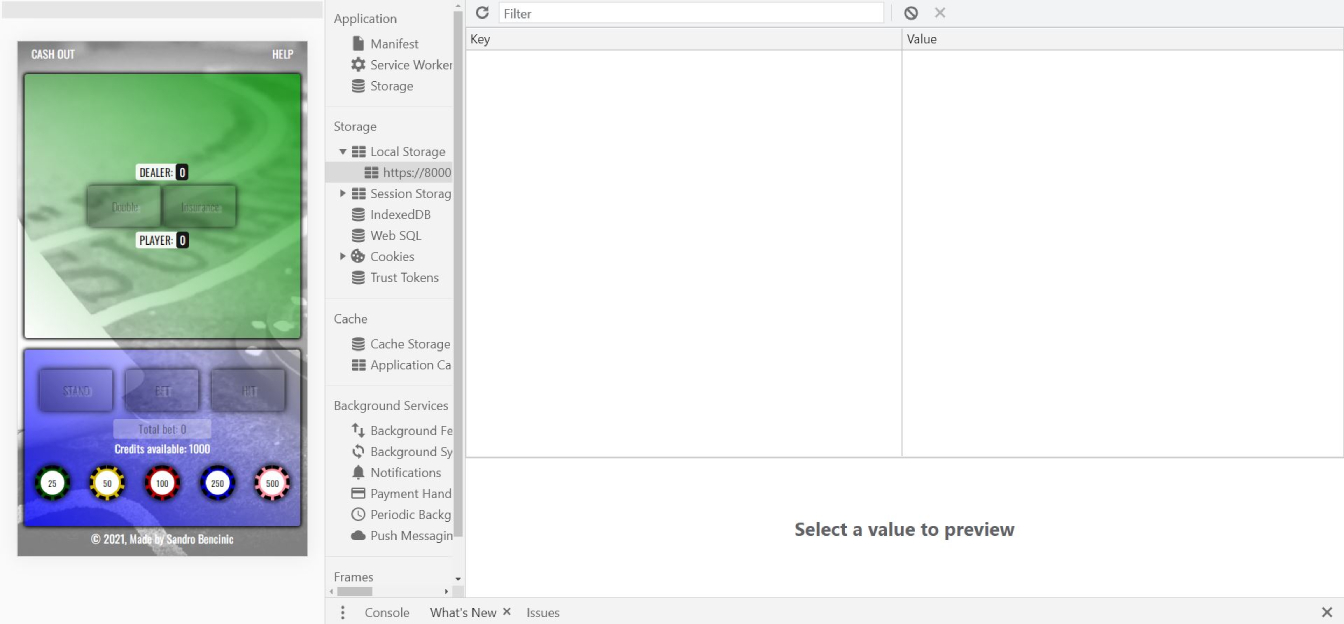 CASH OUT
HELP
DEALER: 0
Double
Insurance
PLAYER: 0
STAND
BET
HIT
Total bet: 0
Credits available: 1000
25
50
100
250
500
© 2021, Made by Sandro Bencinic
Application
Manifest
Service Worker
Storage
Storage
Local Storage
https://8000
Session Storag
IndexedDB
Web SQL
Cookies
Trust Tokens
Cache
Cache Storage
Application Ca
Background Services
Background Fe
Background Sy
Notifications
Payment Hand
Periodic Backg
Push Messagin
Frames
Filter
Key
Value
Select a value to preview
Console
What's New
Issues